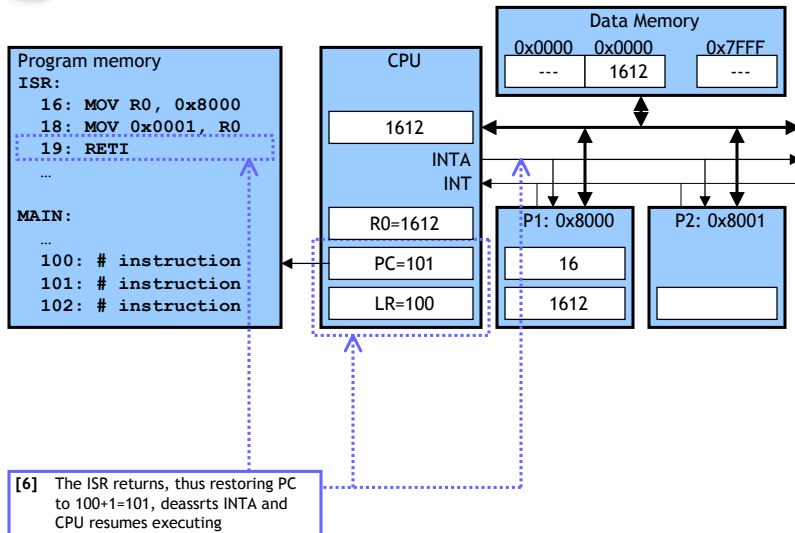 Data Memory
0x0000 0x0000 0x7FFF
--- 1612 ---
Program memory
ISR:
16: MOV R0, 0x8000
18: MOV 0x0001, R0
19: RETI
…
MAIN:
…
100: # instruction
101: # instruction
102: # instruction
CPU
1612
INTA
INT
R0=1612
PC=101
LR=100
P1: 0x8000
16
1612
P2: 0x8001
[6] The ISR returns, thus restoring PC
to 100+1=101, deassrts INTA and
CPU resumes executing